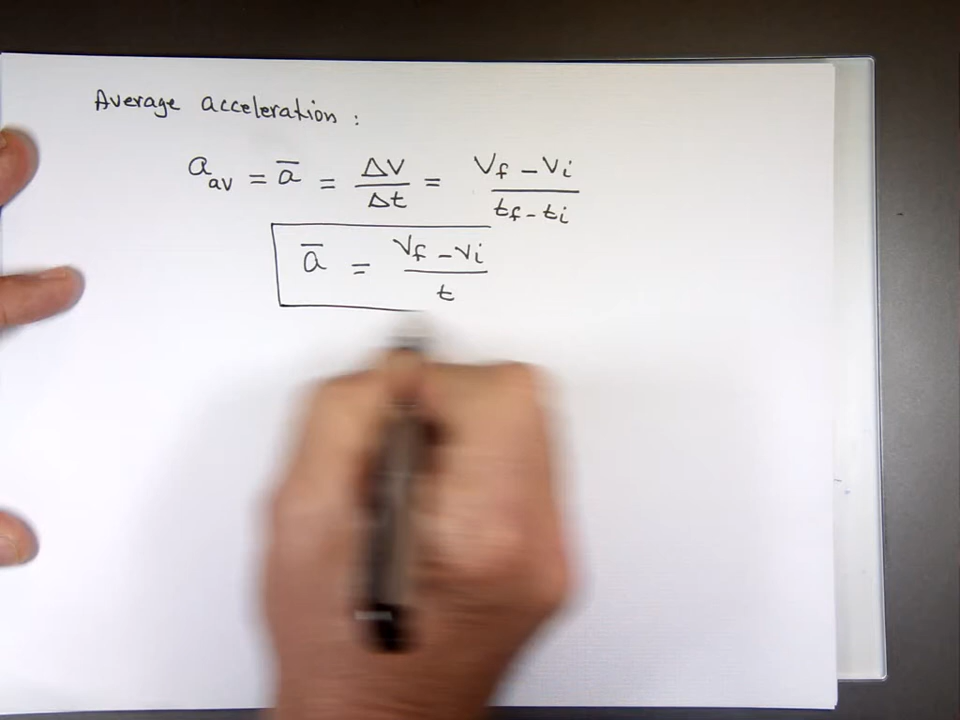 Average acceleration :
a_av = a̅ = ΔV/Δt = (V_f - V_i)/(t_f - t_i)
a̅ = (V_f - V_i)/t